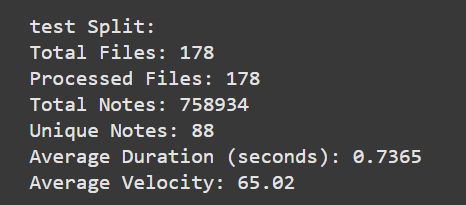 test Split:
Total Files: 178
Processed Files: 178
Total Notes: 758934
Unique Notes: 88
Average Duration (seconds): 0.7365
Average Velocity: 65.02